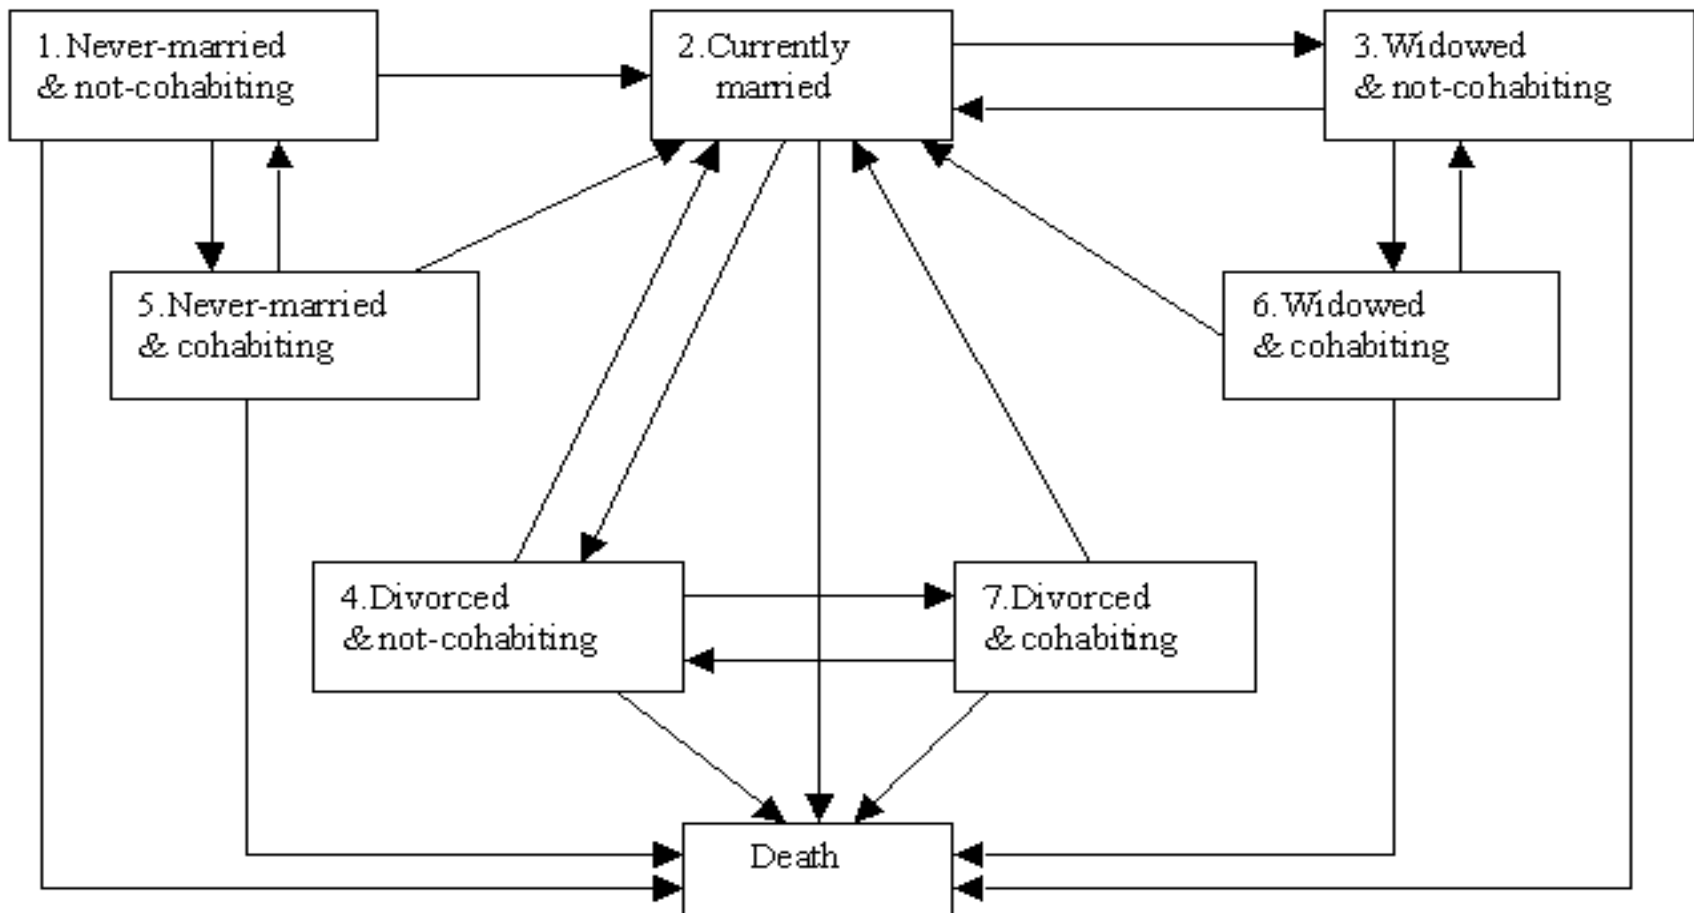 1.Never-married
& not-cohabiting
2.Currently
married
3.Widowed
& not-cohabiting
5.Never-married
& cohabiting
6.Widowed
& cohabiting
4.Divorced
& not-cohabiting
7.Divorced
& cohabiting
Death